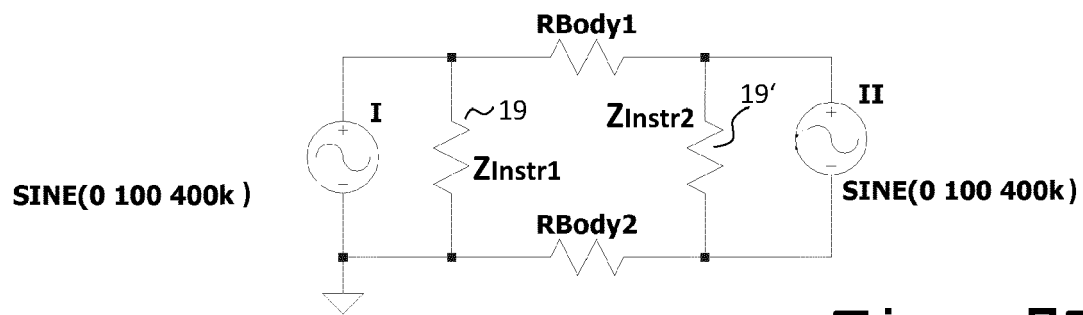 RBody1
I
19
ZInstr2
19'
II
ZInstr1
SINE(0 100 400k )
SINE(0 100 400k )
RBody2